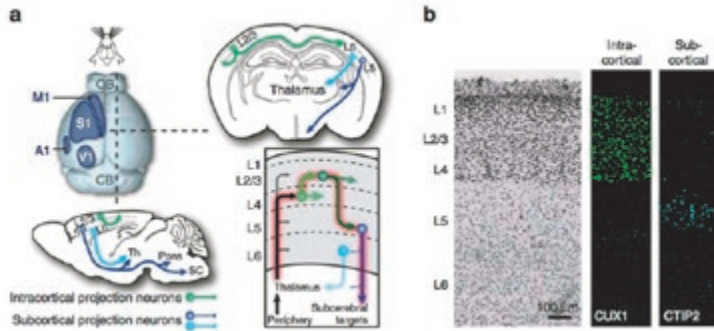 a
OB
M1
S1
A1
V1
CB
L2/3
L6
L5
Thalamus
L1
L2/3
L4
L5
L6
Thalamus
Periphery
Subcerebral
targets
L2/3
Th
Pons
SC
Intracortical projection neurons
Subcortical projection neurons
b
Intra-
cortical
Sub-
cortical
L1
L2/3
L4
L5
L6
100 µm
CUX1
CTIP2